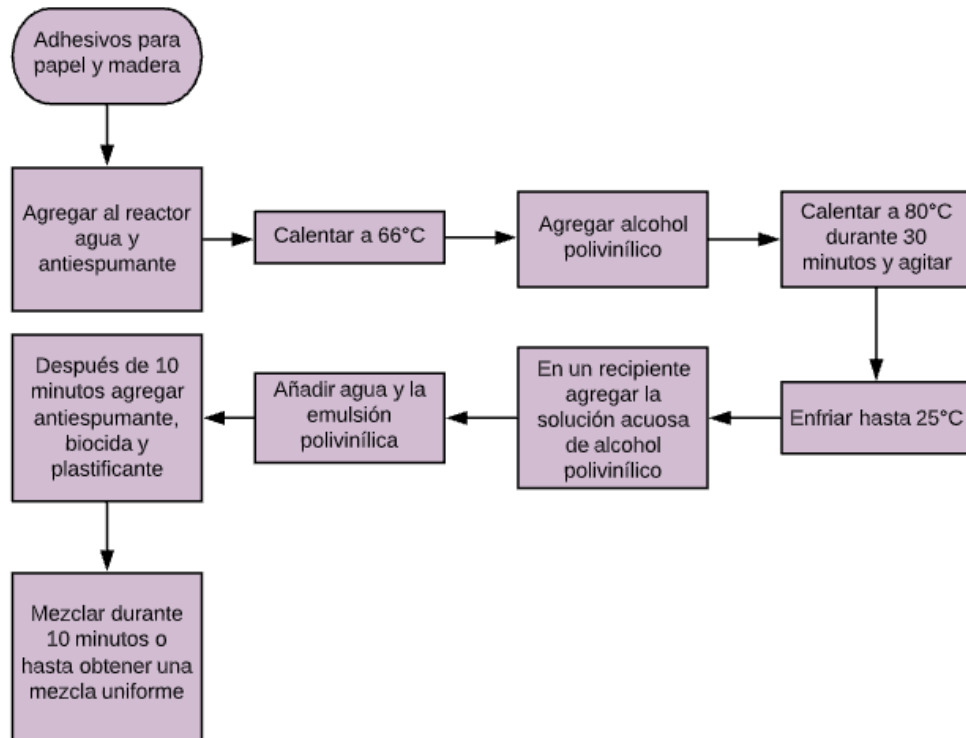 Adhesivos para
papel y madera
Agregar al reactor
agua y
antiespumante
Calentar a 66°C
Agregar alcohol
polivinílico
Calentar a 80°C
durante 30
minutos y agitar
Enfriar hasta 25°C
En un recipiente
agregar la
solución acuosa
de alcohol
polivinílico
Añadir agua y la
emulsión
polivinílica
Después de 10
minutos agregar
antiespumante,
biocida y
plastificante
Mezclar durante
10 minutos o
hasta obtener una
mezcla uniforme